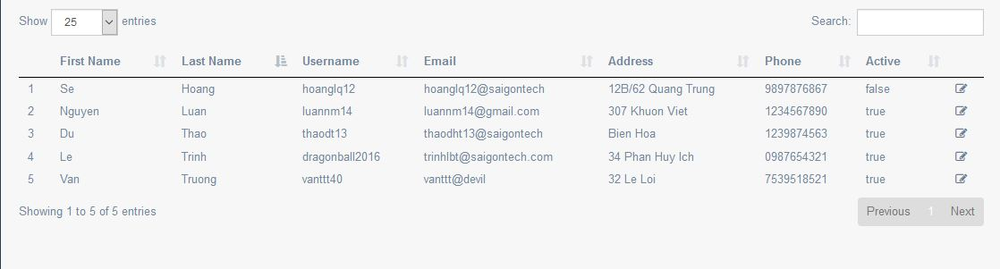 Show 25 entries Search:
First Name Last Name Username Email Address Phone Active
1 Se Hoang hoanglq12 hoanglq12@saigontech 12B/62 Quang Trung 9897876867 false
2 Nguyen Luan luannm14 luannm14@gmail.com 307 Khuon Viet 1234567890 true
3 Du Thao thaodt13 thaodht13@saigontech Bien Hoa 1239874563 true
4 Le Trinh dragonball2016 trinhlbt@saigontech.com 34 Phan Huy Ich 0987654321 true
5 Van Truong vanttt40 vanttt@devil 32 Le Loi 7539518521 true
Showing 1 to 5 of 5 entries Previous 1 Next